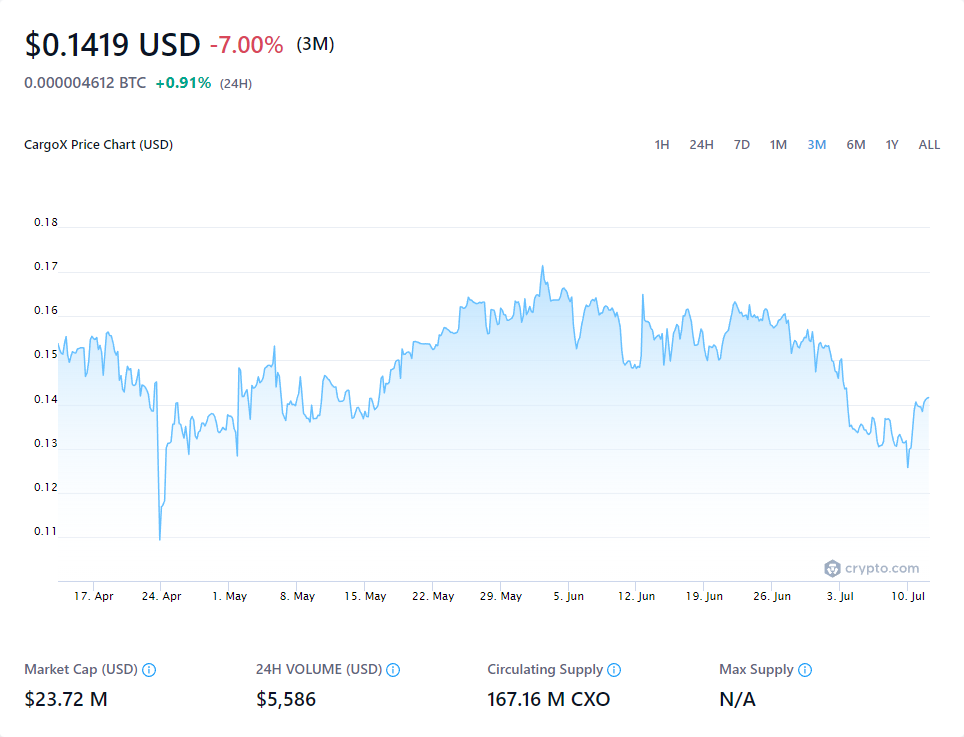 $0.1419 USD -7.00% (3M)
0.000004612 BTC +0.91% (24H)
CargoX Price Chart (USD) 1H 24H 7D 1M 3M 6M 1Y ALL
0.18
0.17
0.16
0.15
0.14
0.13
0.12
0.11
crypto.com
17. Apr 24. Apr 1. May 8. May 15. May 22. May 29. May 5. Jun 12. Jun 19. Jun 26. Jun 3. Jul 10. Jul
Market Cap (USD) 24H VOLUME (USD) Circulating Supply Max Supply
$23.72 M $5,586 167.16 M CXO N/A